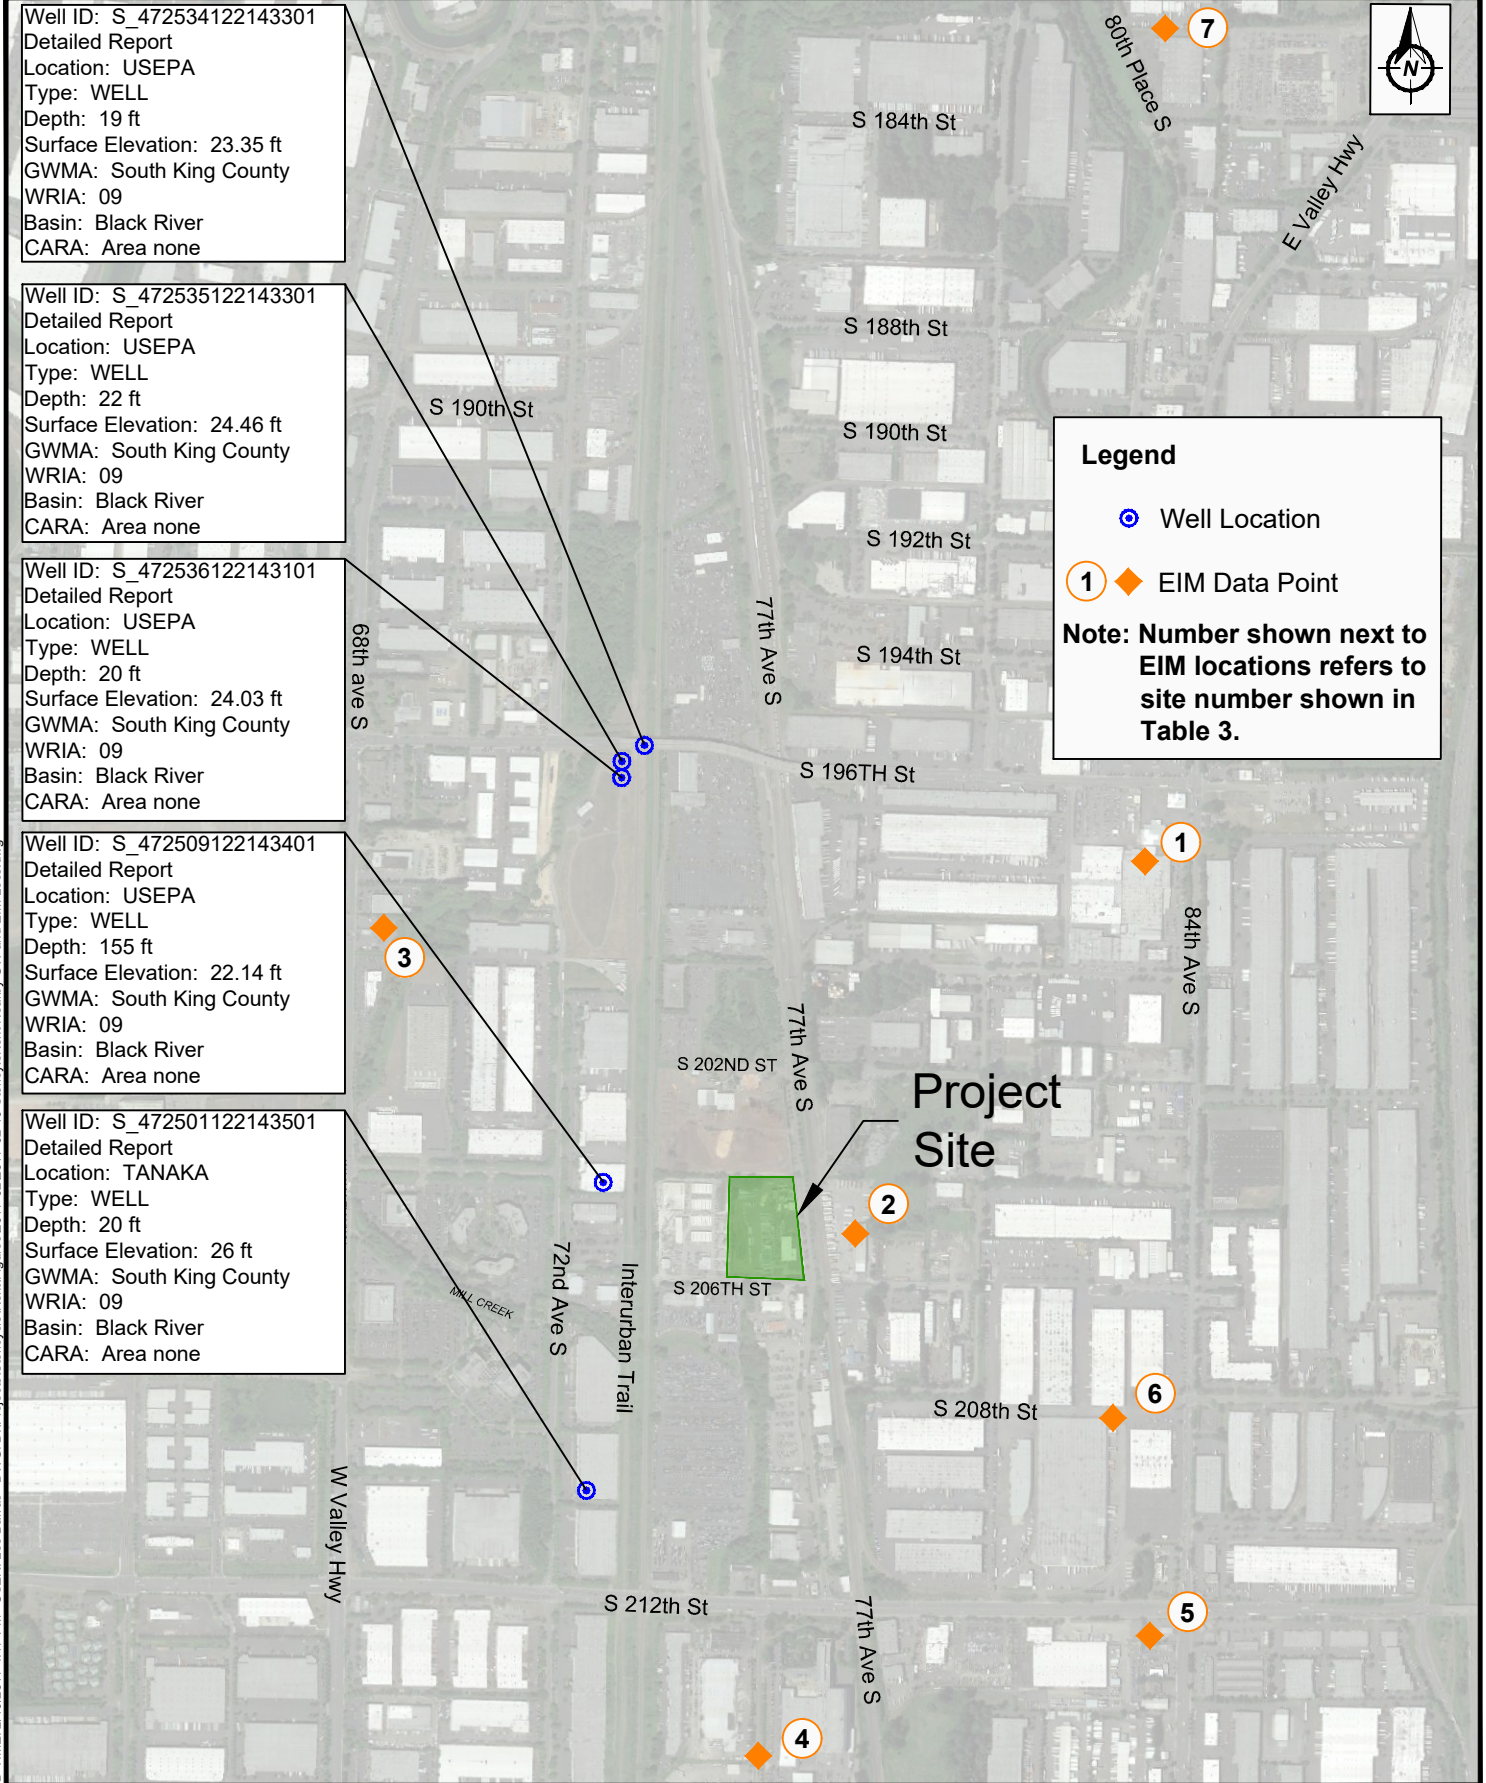 Well ID: S_472534122143301
Detailed Report
Location: USEPA
Type: WELL
Depth: 19 ft
Surface Elevation: 23.35 ft
GWMA: South King County
WRIA: 09
Basin: Black River
CARA: Area none
Well ID: S_472535122143301
Detailed Report
Location: USEPA
Type: WELL
Depth: 22 ft
Surface Elevation: 24.46 ft
GWMA: South King County
WRIA: 09
Basin: Black River
CARA: Area none
Well ID: S_472536122143101
Detailed Report
Location: USEPA
Type: WELL
Depth: 20 ft
Surface Elevation: 24.03 ft
GWMA: South King County
WRIA: 09
Basin: Black River
CARA: Area none
Well ID: S_472509122143401
Detailed Report
Location: USEPA
Type: WELL
Depth: 155 ft
Surface Elevation: 22.14 ft
GWMA: South King County
WRIA: 09
Basin: Black River
CARA: Area none
Well ID: S_472501122143501
Detailed Report
Location: TANAKA
Type: WELL
Depth: 20 ft
Surface Elevation: 26 ft
GWMA: South King County
WRIA: 09
Basin: Black River
CARA: Area none
7
80th Place S
N
S 184th St
E Valley Hwy
S 188th St
S 190th St
S 190th St
Legend
Well Location
1 EIM Data Point
Note: Number shown next to
EIM locations refers to
site number shown in
Table 3.
S 192th St
77th Ave S
68th ave S
S 194th St
S 196TH St
1
3
84th Ave S
77th Ave S
S 202ND ST
Project
Site
2
72nd Ave S
Interurban Trail
S 206TH ST
MILL CREEK
6
S 208th St
W Valley Hwy
S 212th St
77th Ave S
5
4